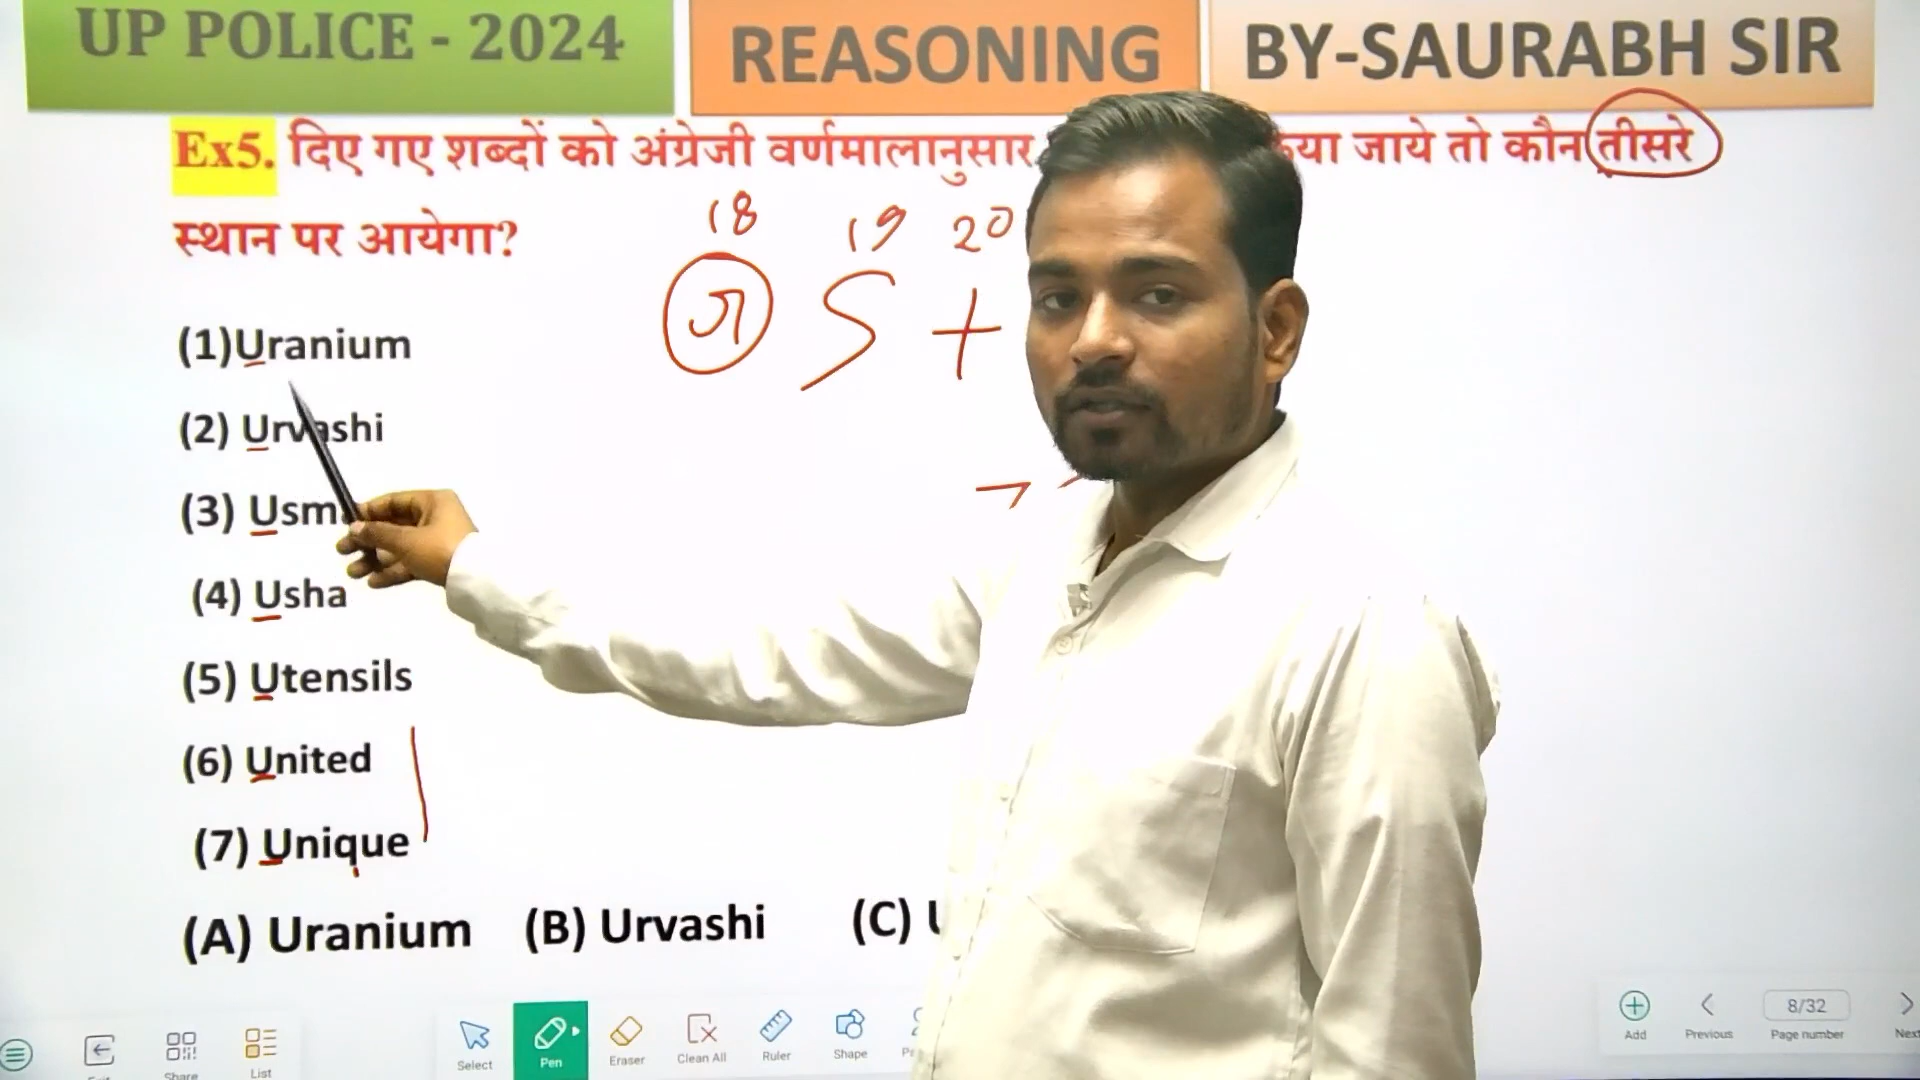 UP POLICE - 2024
REASONING
BY-SAURABH SIR
Ex5. दिए गए शब्दों को अंग्रेजी वर्णमालानुसार जाये तो कौन तीसरे
स्थान पर आयेगा?
18 19 20
(1)Uranium
(2) Urvashi
(3)
(4) Usha
(5) Utensils
(6) United
(7) Unique
(A) Uranium (B) Urvashi (C)
Share
List
Select
Pen
Eraser
Clean All
Ruler
Shape
Add
Previous
8/32
Page number
Next